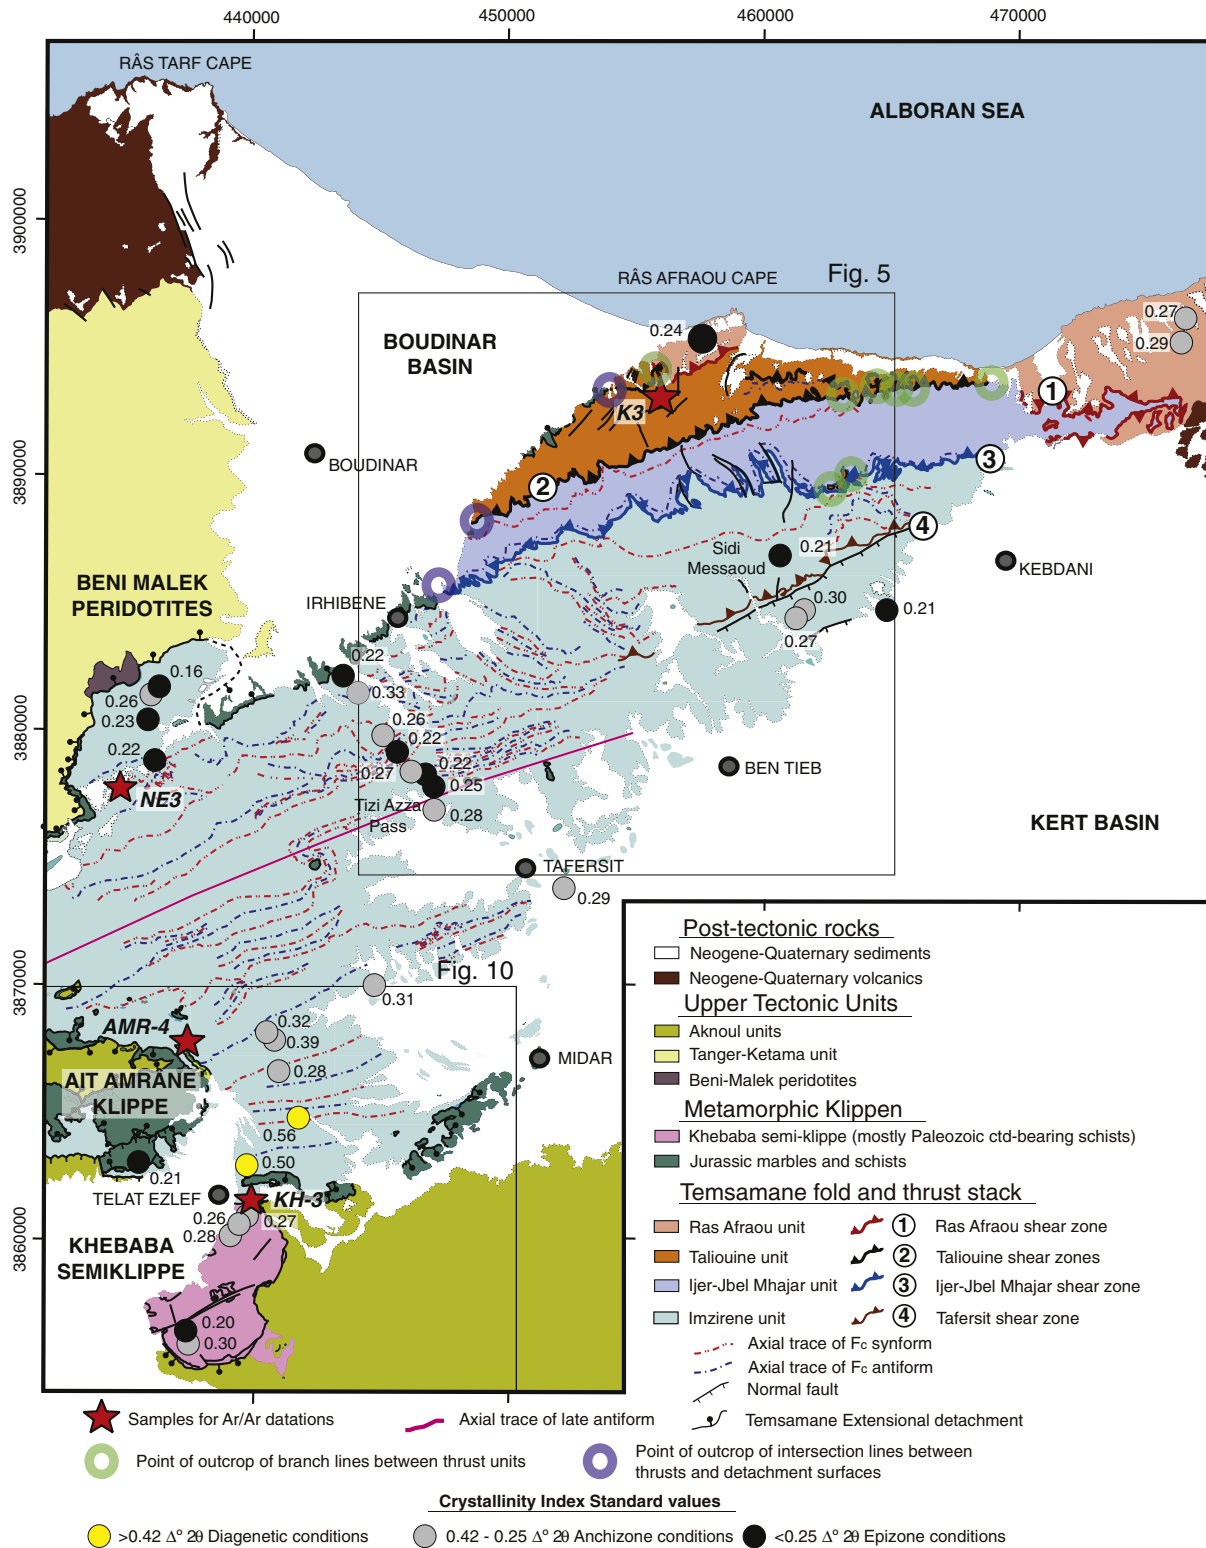 440000
450000
460000
470000
RÂS TARF CAPE
ALBORAN SEA
3900000
RÂS AFRAOU CAPE
Fig. 5
0.27
0.24
0.29
BOUDINAR
BASIN
1
K3
BOUDINAR
3890000
2
3
4
Sidi
Messaoud
0.21
KEBDANI
BENI MALEK
PERIDOTITES
IRHIBENE
0.30
0.21
0.27
0.22
0.16
0.26
0.33
0.23
0.26
3880000
0.22
0.22
0.27
0.22
0.25
BEN TIEB
NE3
Tizi Azza
Pass
0.28
KERT BASIN
TAFERSIT
0.29
Fig. 10
3870000
0.31
AMR-4
0.32
0.39
MIDAR
0.28
AIT AMRANE
KLIPPE
0.56
0.50
0.21
TELAT EZLEF
KH-3
0.26
0.27
0.28
3860000
KHEBABA
SEMIKLIPPE
0.20
0.30
Post-tectonic rocks
Neogene-Quaternary sediments
Neogene-Quaternary volcanics
Upper Tectonic Units
Aknoul units
Tanger-Ketama unit
Beni-Malek peridotites
Metamorphic Klippen
Khebaba semi-klippe (mostly Paleozoic ctd-bearing schists)
Jurassic marbles and schists
Temsamane fold and thrust stack
Ras Afraou unit 1 Ras Afraou shear zone
Taliouine unit 2 Taliouine shear zones
Ijer-Jbel Mhajar unit 3 Ijer-Jbel Mhajar shear zone
Imzirene unit 4 Tafersit shear zone
Axial trace of Fc synform
Axial trace of Fc antiform
Normal fault
Temsamane Extensional detachment
Samples for Ar/Ar datations
Axial trace of late antiform
Point of outcrop of branch lines between thrust units
Point of outcrop of intersection lines between
thrusts and detachment surfaces
Crystallinity Index Standard values
>0.42 Δº 2θ Diagenetic conditions
0.42 - 0.25 Δº 2θ Anchizone conditions
<0.25 Δº 2θ Epizone conditions